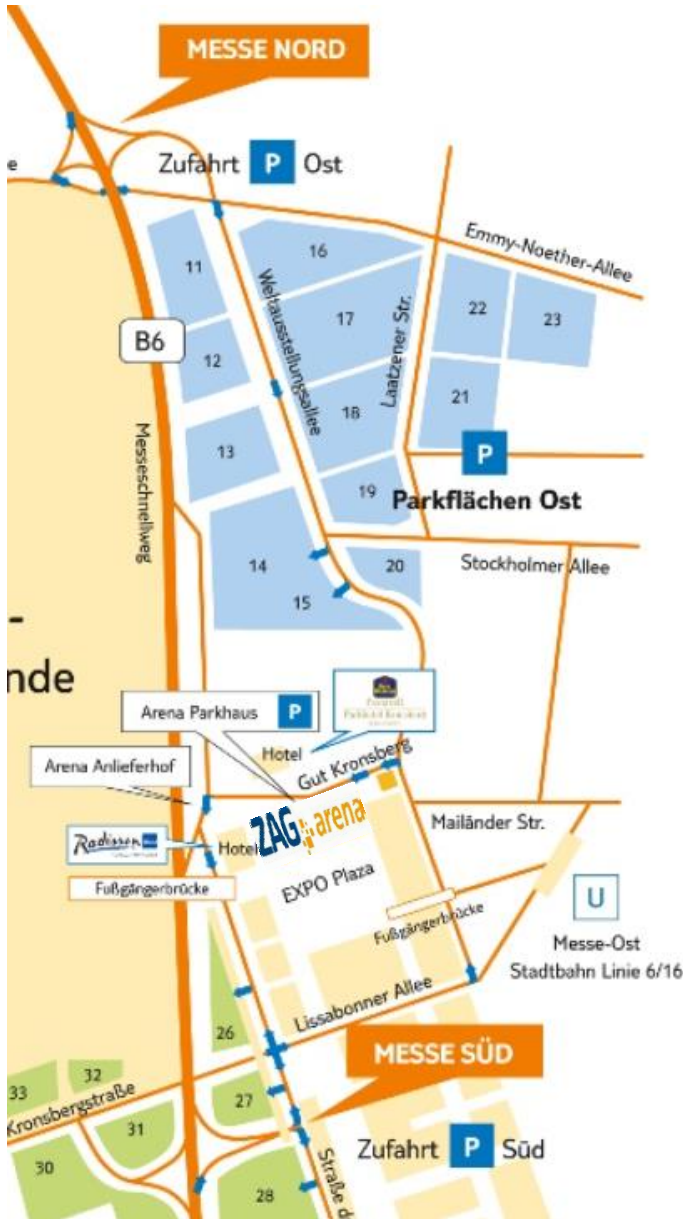 MESSE NORD
Zufahrt P Ost
e
Emmy-Noether-Allee
11
16
22
23
17
Weltausstellungsallee
Laatzener Str.
B6
12
18
21
13
P
Parkflächen Ost
19
Messeschnellweg
14
20
Stockholmer Allee
15
-
nde
Arena Parkhaus P
Hotel
Gut Kronsberg
Arena Anlieferhof
ZAG arena
Mailänder Str.
Radisson
Hotel
EXPO Plaza
Fußgängerbrücke
U
Fußgängerbrücke
Messe-Ost
Stadtbahn Linie 6/16
Lissabonner Allee
26
MESSE SÜD
32
33
27
Kronsbergstraße
31
Zufahrt P Süd
30
28
Straße d